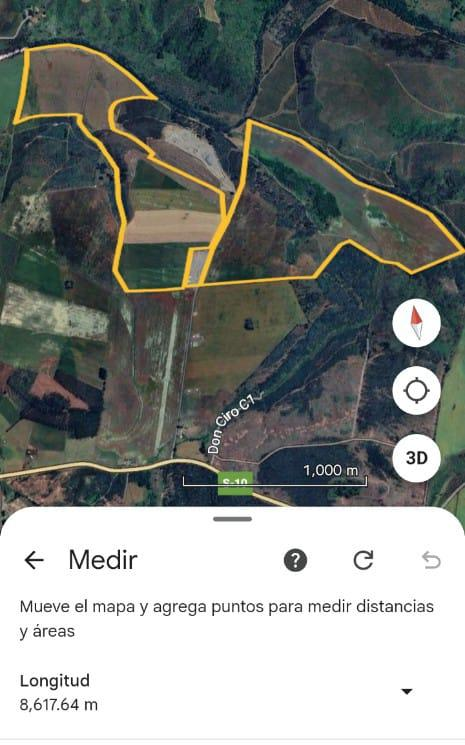 Don Ciro C1
3D
1,000 m
S-10
Medir
?
Mueve el mapa y agrega puntos para medir distancias
y áreas
Longitud
8,617.64 m